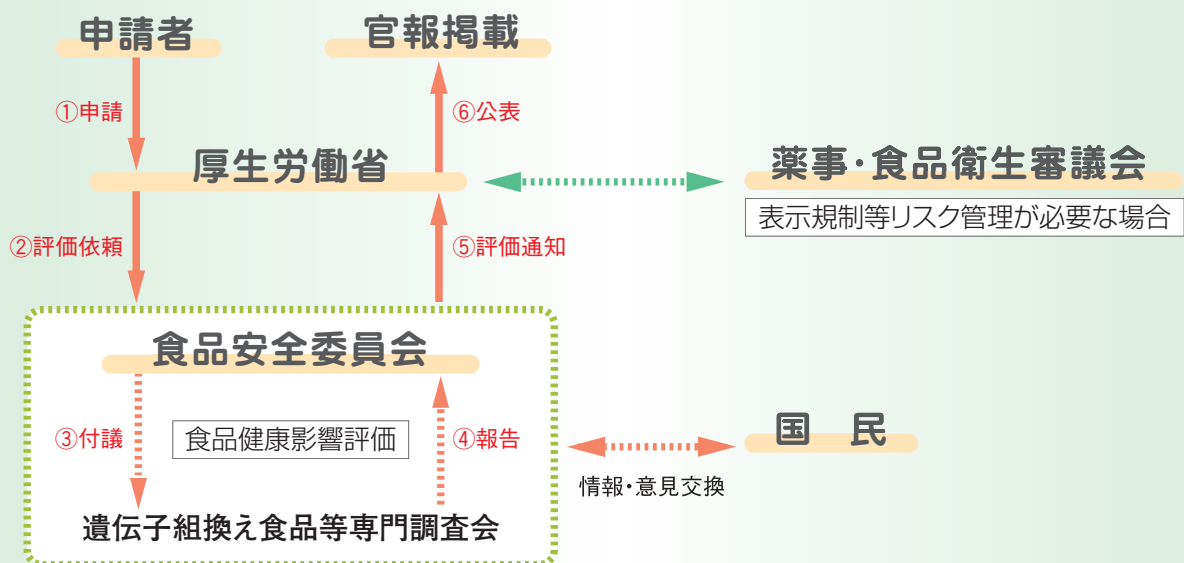 申請者
官報掲載
①申請
⑥公表
厚生労働省
薬事・食品衛生審議会
表示規制等リスク管理が必要な場合
②評価依頼
⑤評価通知
食品安全委員会
③付議
食品健康影響評価
④報告
国　民
情報・意見交換
遺伝子組換え食品等専門調査会